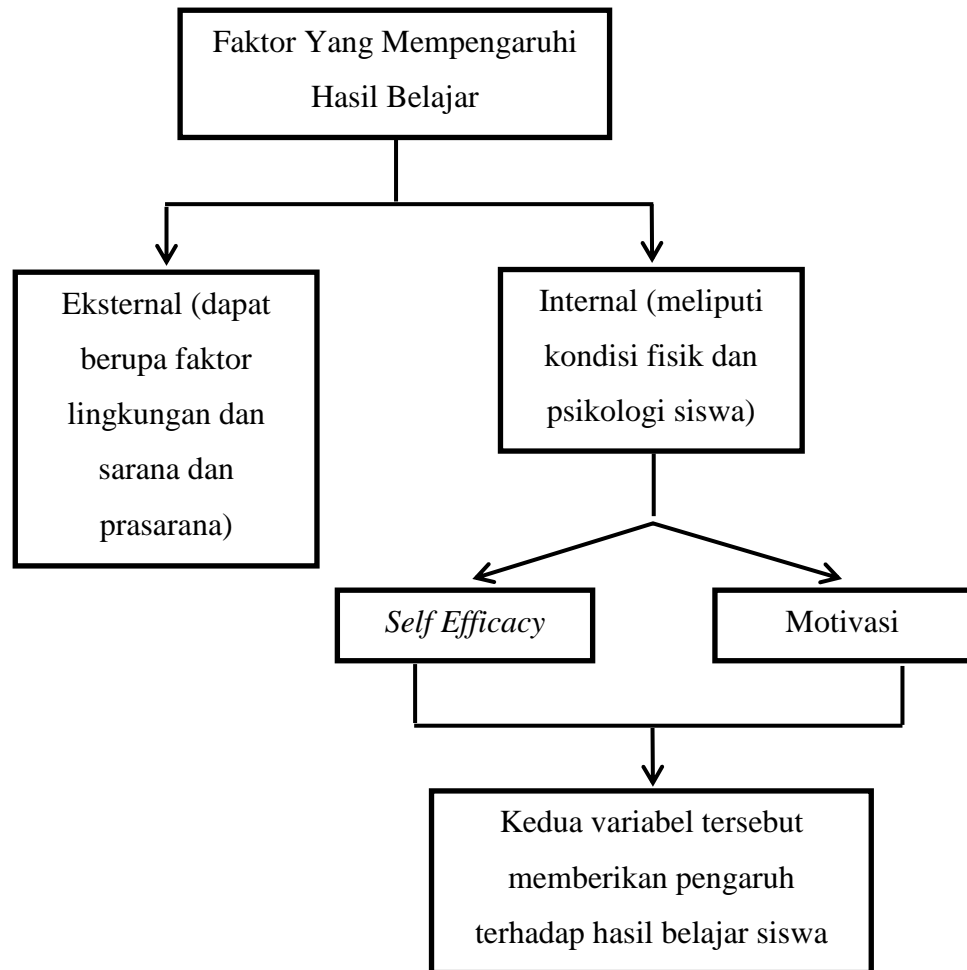 Faktor Yang Mempengaruhi
Hasil Belajar
Eksternal (dapat
berupa faktor
lingkungan dan
sarana dan
prasarana)
Internal (meliputi
kondisi fisik dan
psikologi siswa)
Self Efficacy
Motivasi
Kedua variabel tersebut
memberikan pengaruh
terhadap hasil belajar siswa